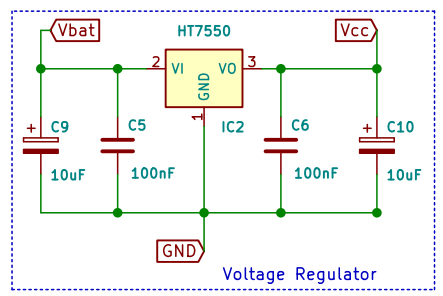 HT7550
Vbat
Vcc
2
VI
VO
3
GND
1
IC2
+
C9
10uF
C5
100nF
C6
100nF
+
C10
10uF
GND
Voltage Regulator